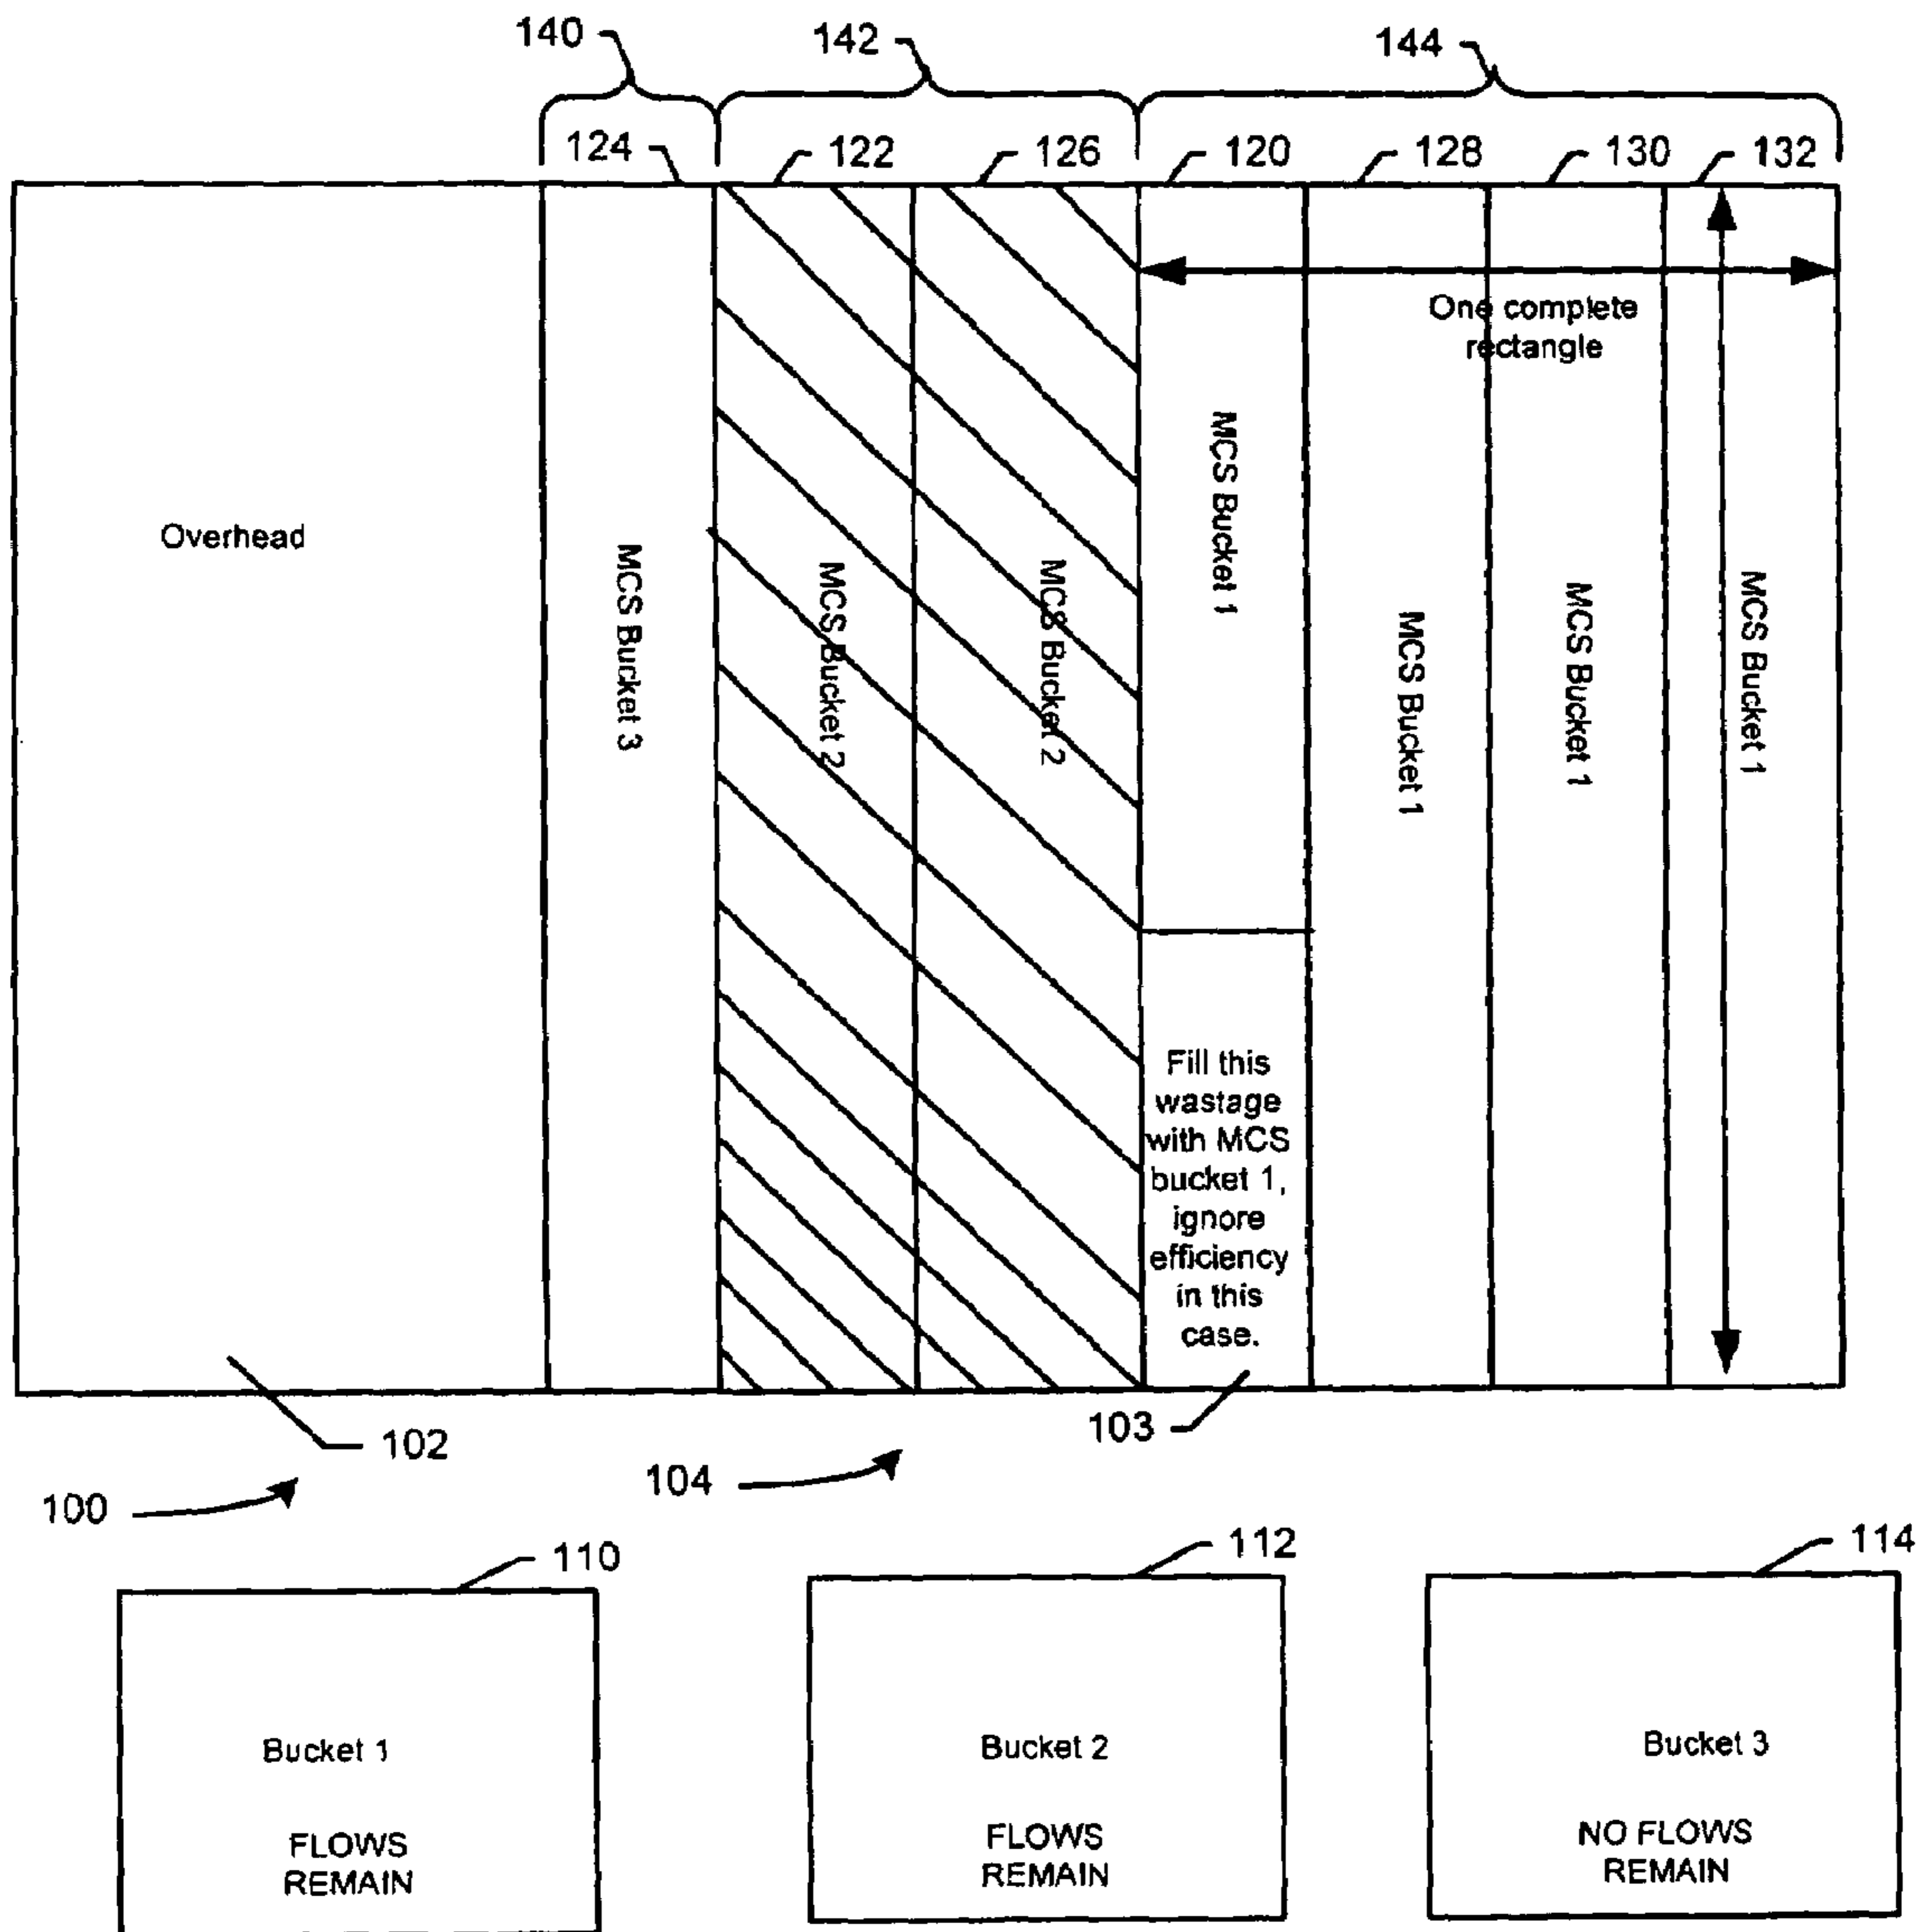 140
142
144
124
122
126
120
128
130
132
One complete
rectangle
Overhead
MCS Bucket 3
MCS Bucket 2
MCS Bucket 2
MCS Bucket 1
MCS Bucket 1
MCS Bucket 1
MCS Bucket 1
Fill this
wastage
with MCS
bucket 1,
ignore
efficiency
in this
case.
102
103
104
100
110
112
114
Bucket 1
FLOWS
REMAIN
Bucket 2
FLOWS
REMAIN
Bucket 3
NO FLOWS
REMAIN